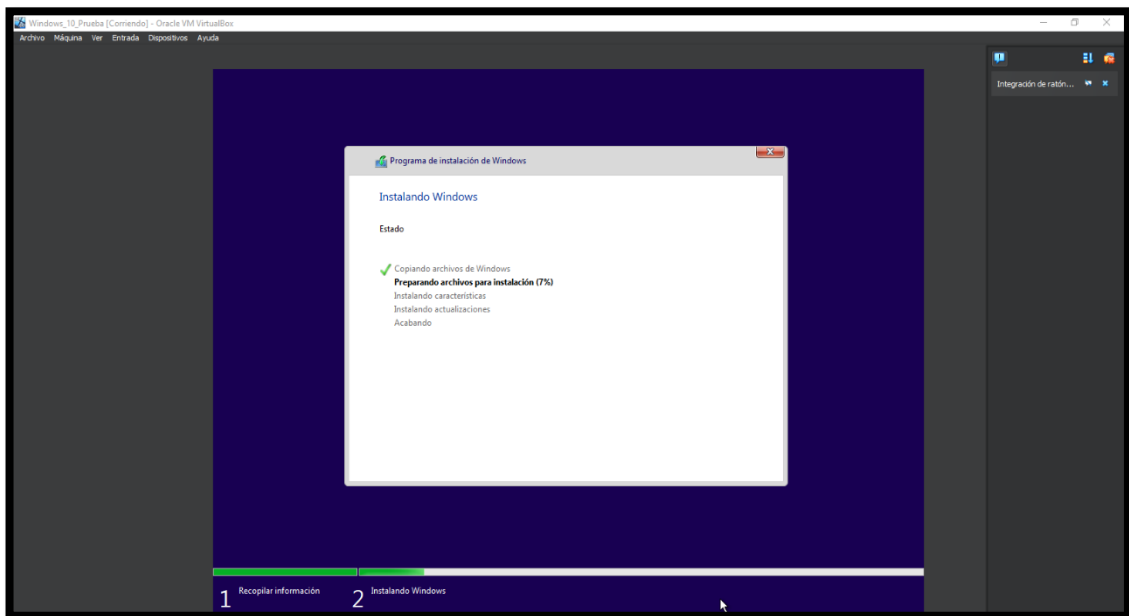 Windows_10_Prueba [Corriendo] - Oracle VM VirtualBox
Archivo Máquina Ver Entrada Dispositivos Ayuda
Integración de ratón...
Programa de instalación de Windows
Instalando Windows
Estado
Copiando archivos de Windows
Preparando archivos para instalación (7%)
Instalando características
Instalando actualizaciones
Acabando
1 Recopilar información 2 Instalando Windows